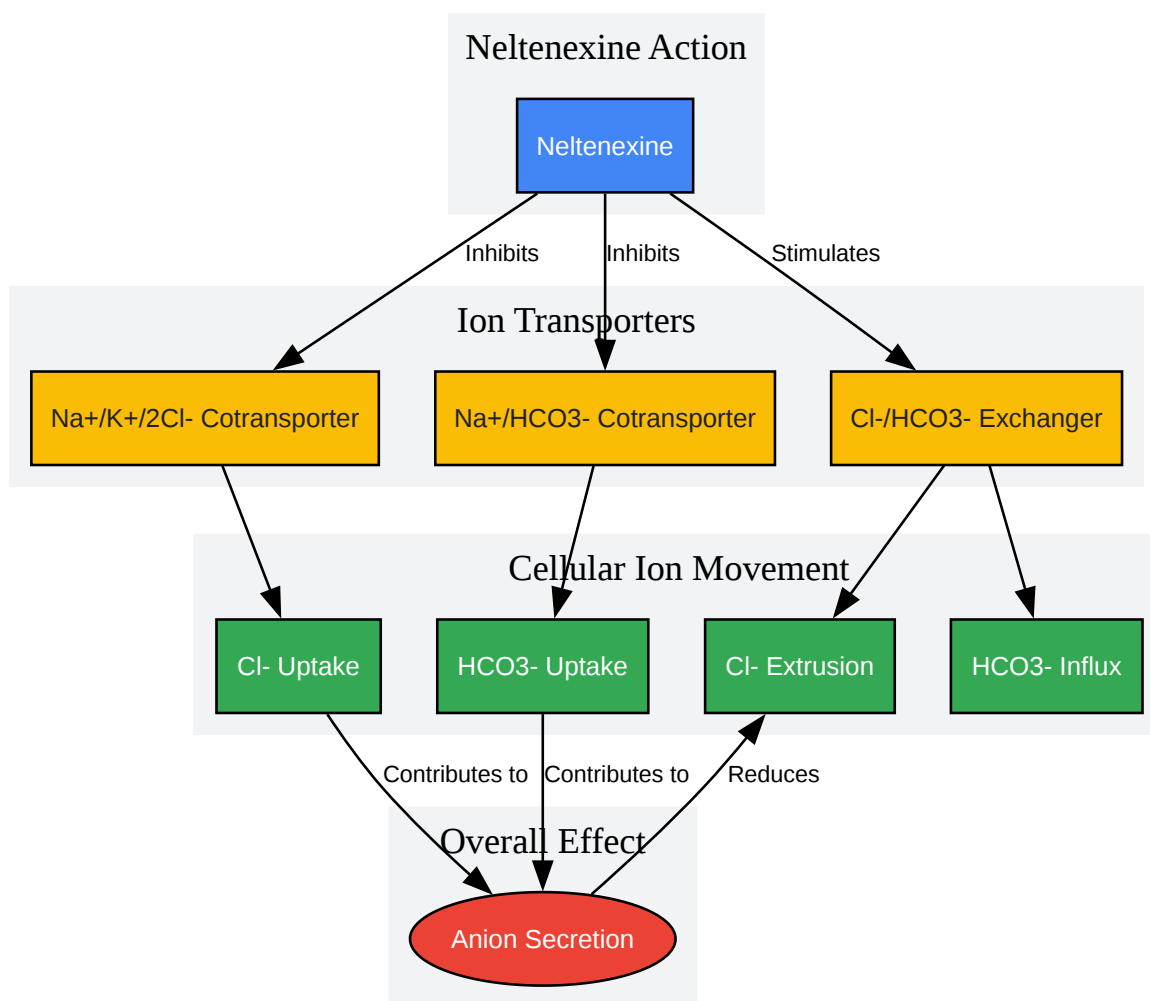 Neltenexine Action
Neltenexine
Inhibits
Inhibits
Stimulates
Ion Transporters
Na+/K+/2Cl- Cotransporter
Na+/HCO3- Cotransporter
Cl-/HCO3- Exchanger
Cellular Ion Movement
Cl- Uptake
HCO3- Uptake
Cl- Extrusion
HCO3- Influx
Contributes to
Contributes to
Reduces
Overall Effect
Anion Secretion